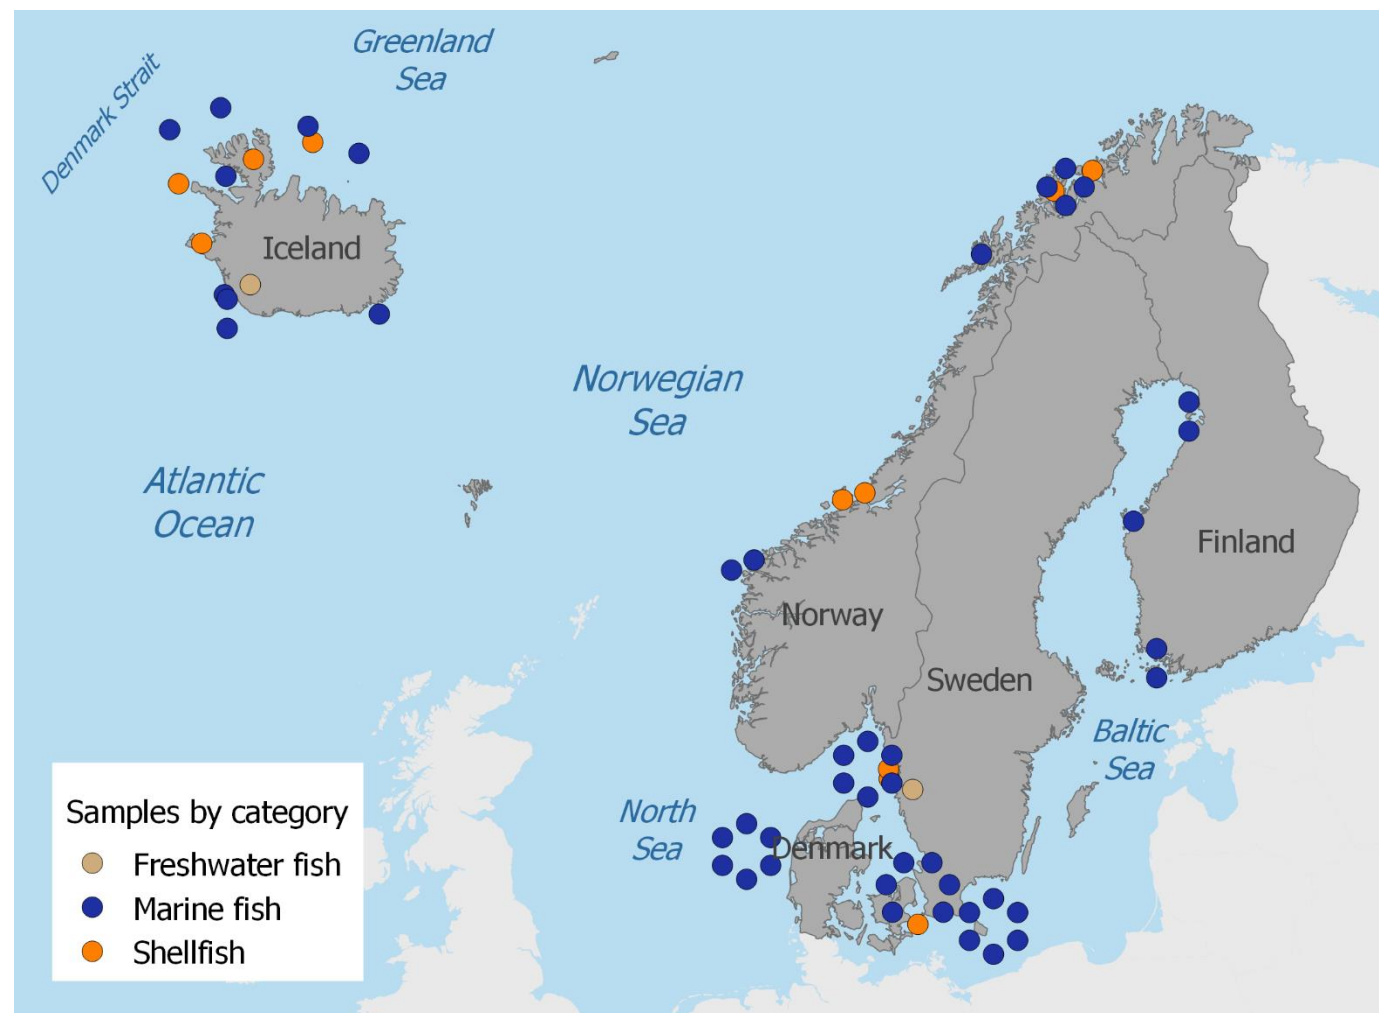 Greenland
Sea
Denmark Strait
Iceland
Norwegian
Sea
Atlantic
Ocean
Finland
Norway
Sweden
Baltic
Sea
North
Sea
Denmark
Samples by category
Freshwater fish
Marine fish
Shellfish